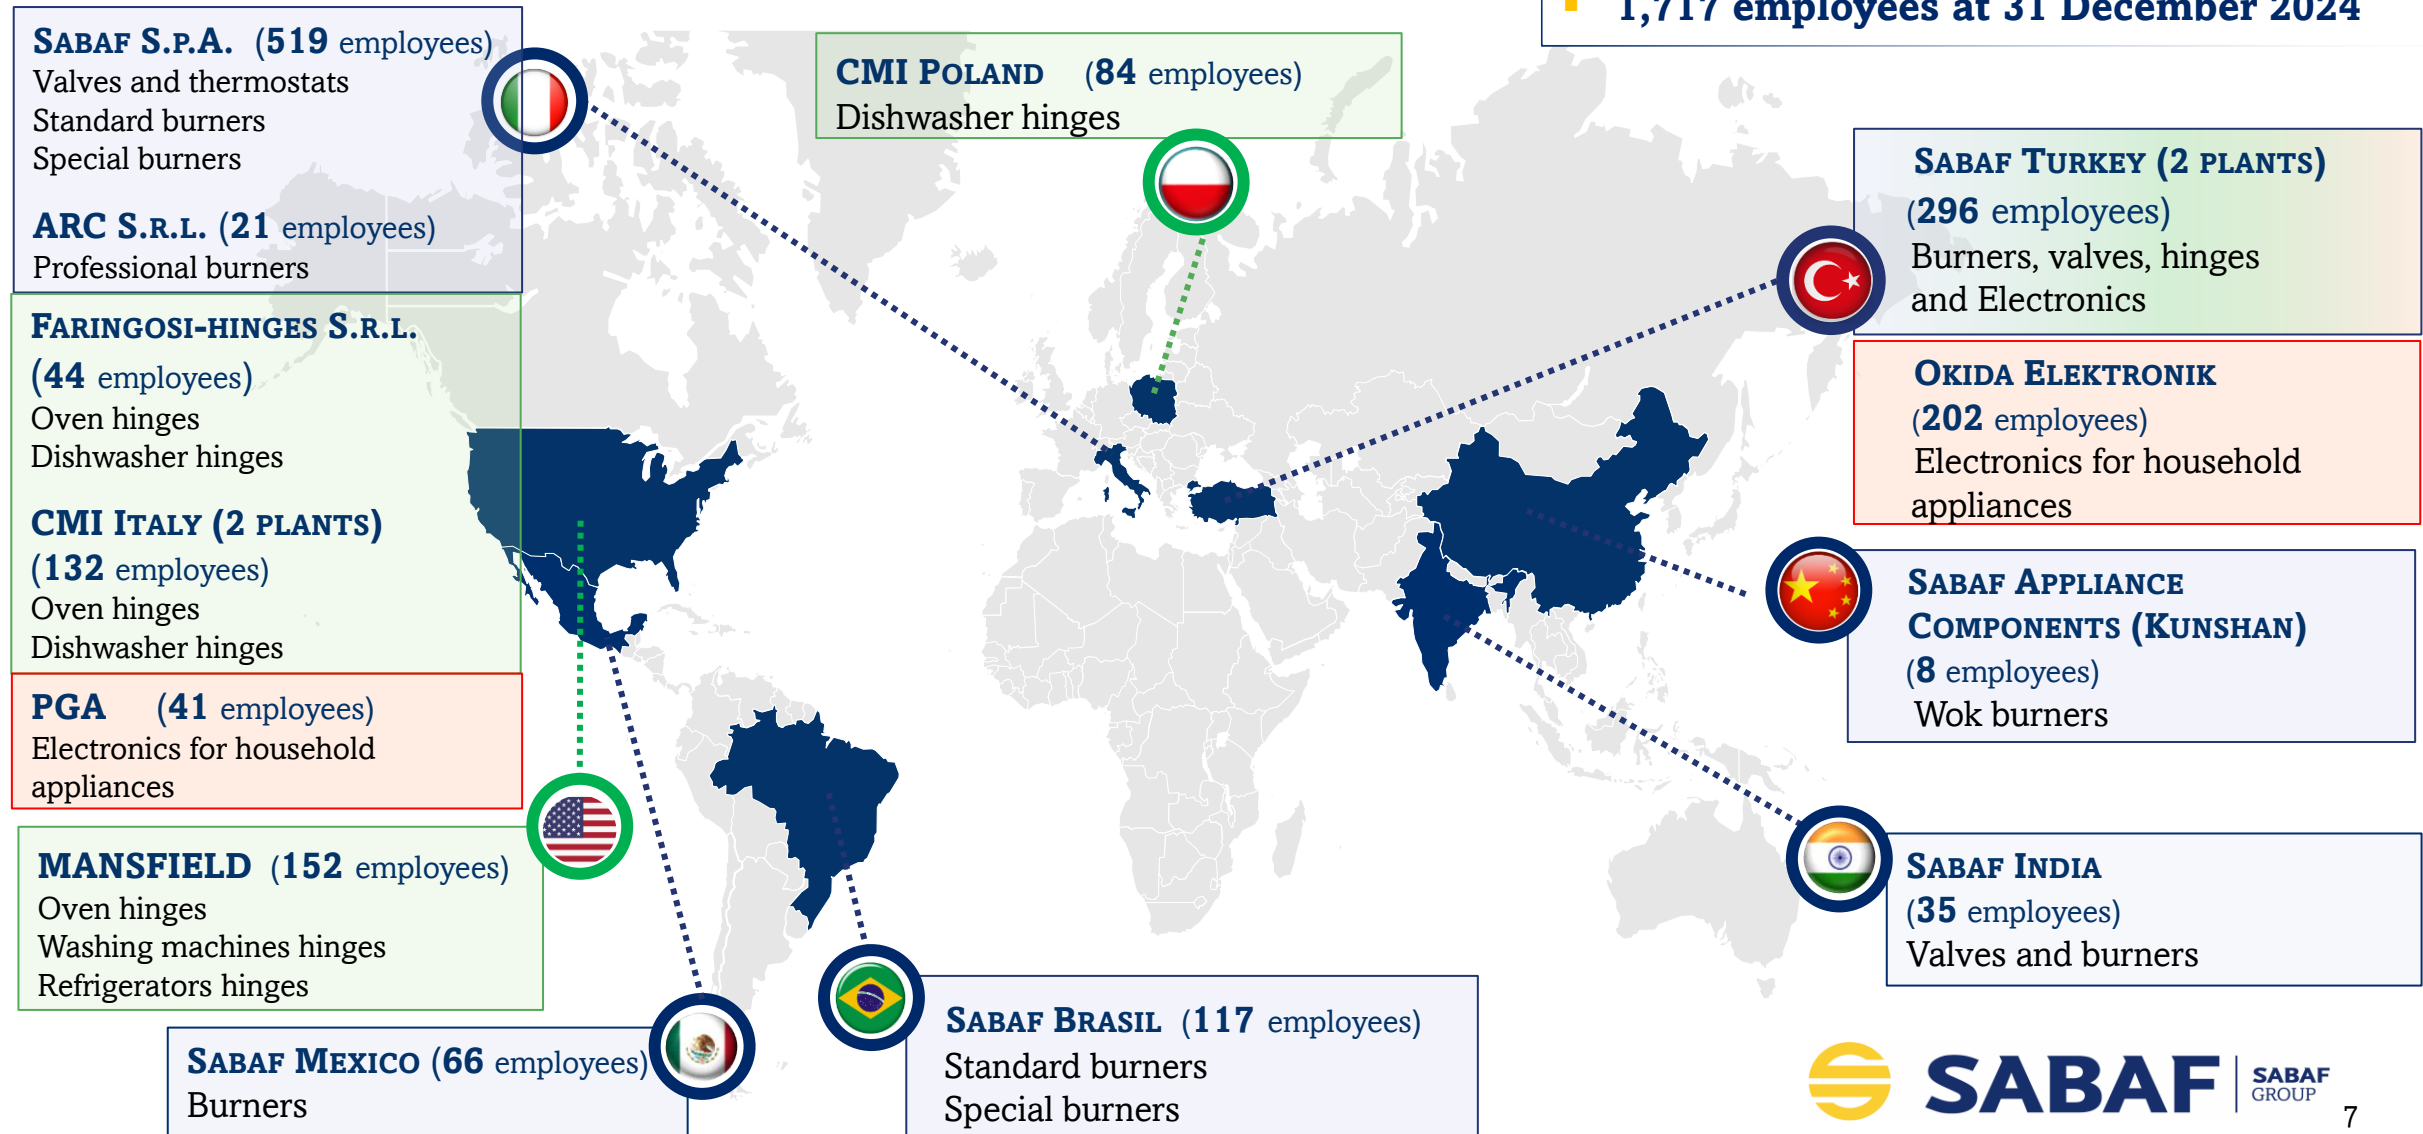 1,717 employees at 31 December 2024
SABAF S.P.A. (519 employees)
Valves and thermostats
Standard burners
Special burners
ARC S.R.L. (21 employees)
Professional burners
FARINGOSI-HINGES S.R.L.
(44 employees)
Oven hinges
Dishwasher hinges
CMI ITALY (2 PLANTS)
(132 employees)
Oven hinges
Dishwasher hinges
PGA (41 employees)
Electronics for household
appliances
MANSFIELD (152 employees)
Oven hinges
Washing machines hinges
Refrigerators hinges
SABAF MEXICO (66 employees)
Burners
CMI POLAND (84 employees)
Dishwasher hinges
SABAF BRASIL (117 employees)
Standard burners
Special burners
SABAF TURKEY (2 PLANTS)
(296 employees)
Burners, valves, hinges
and Electronics
OKIDA ELEKTRONIK
(202 employees)
Electronics for household
appliances
SABAF APPLIANCE
COMPONENTS (KUNSHAN)
(8 employees)
Wok burners
SABAF INDIA
(35 employees)
Valves and burners
SABAF
SABAF
GROUP
7